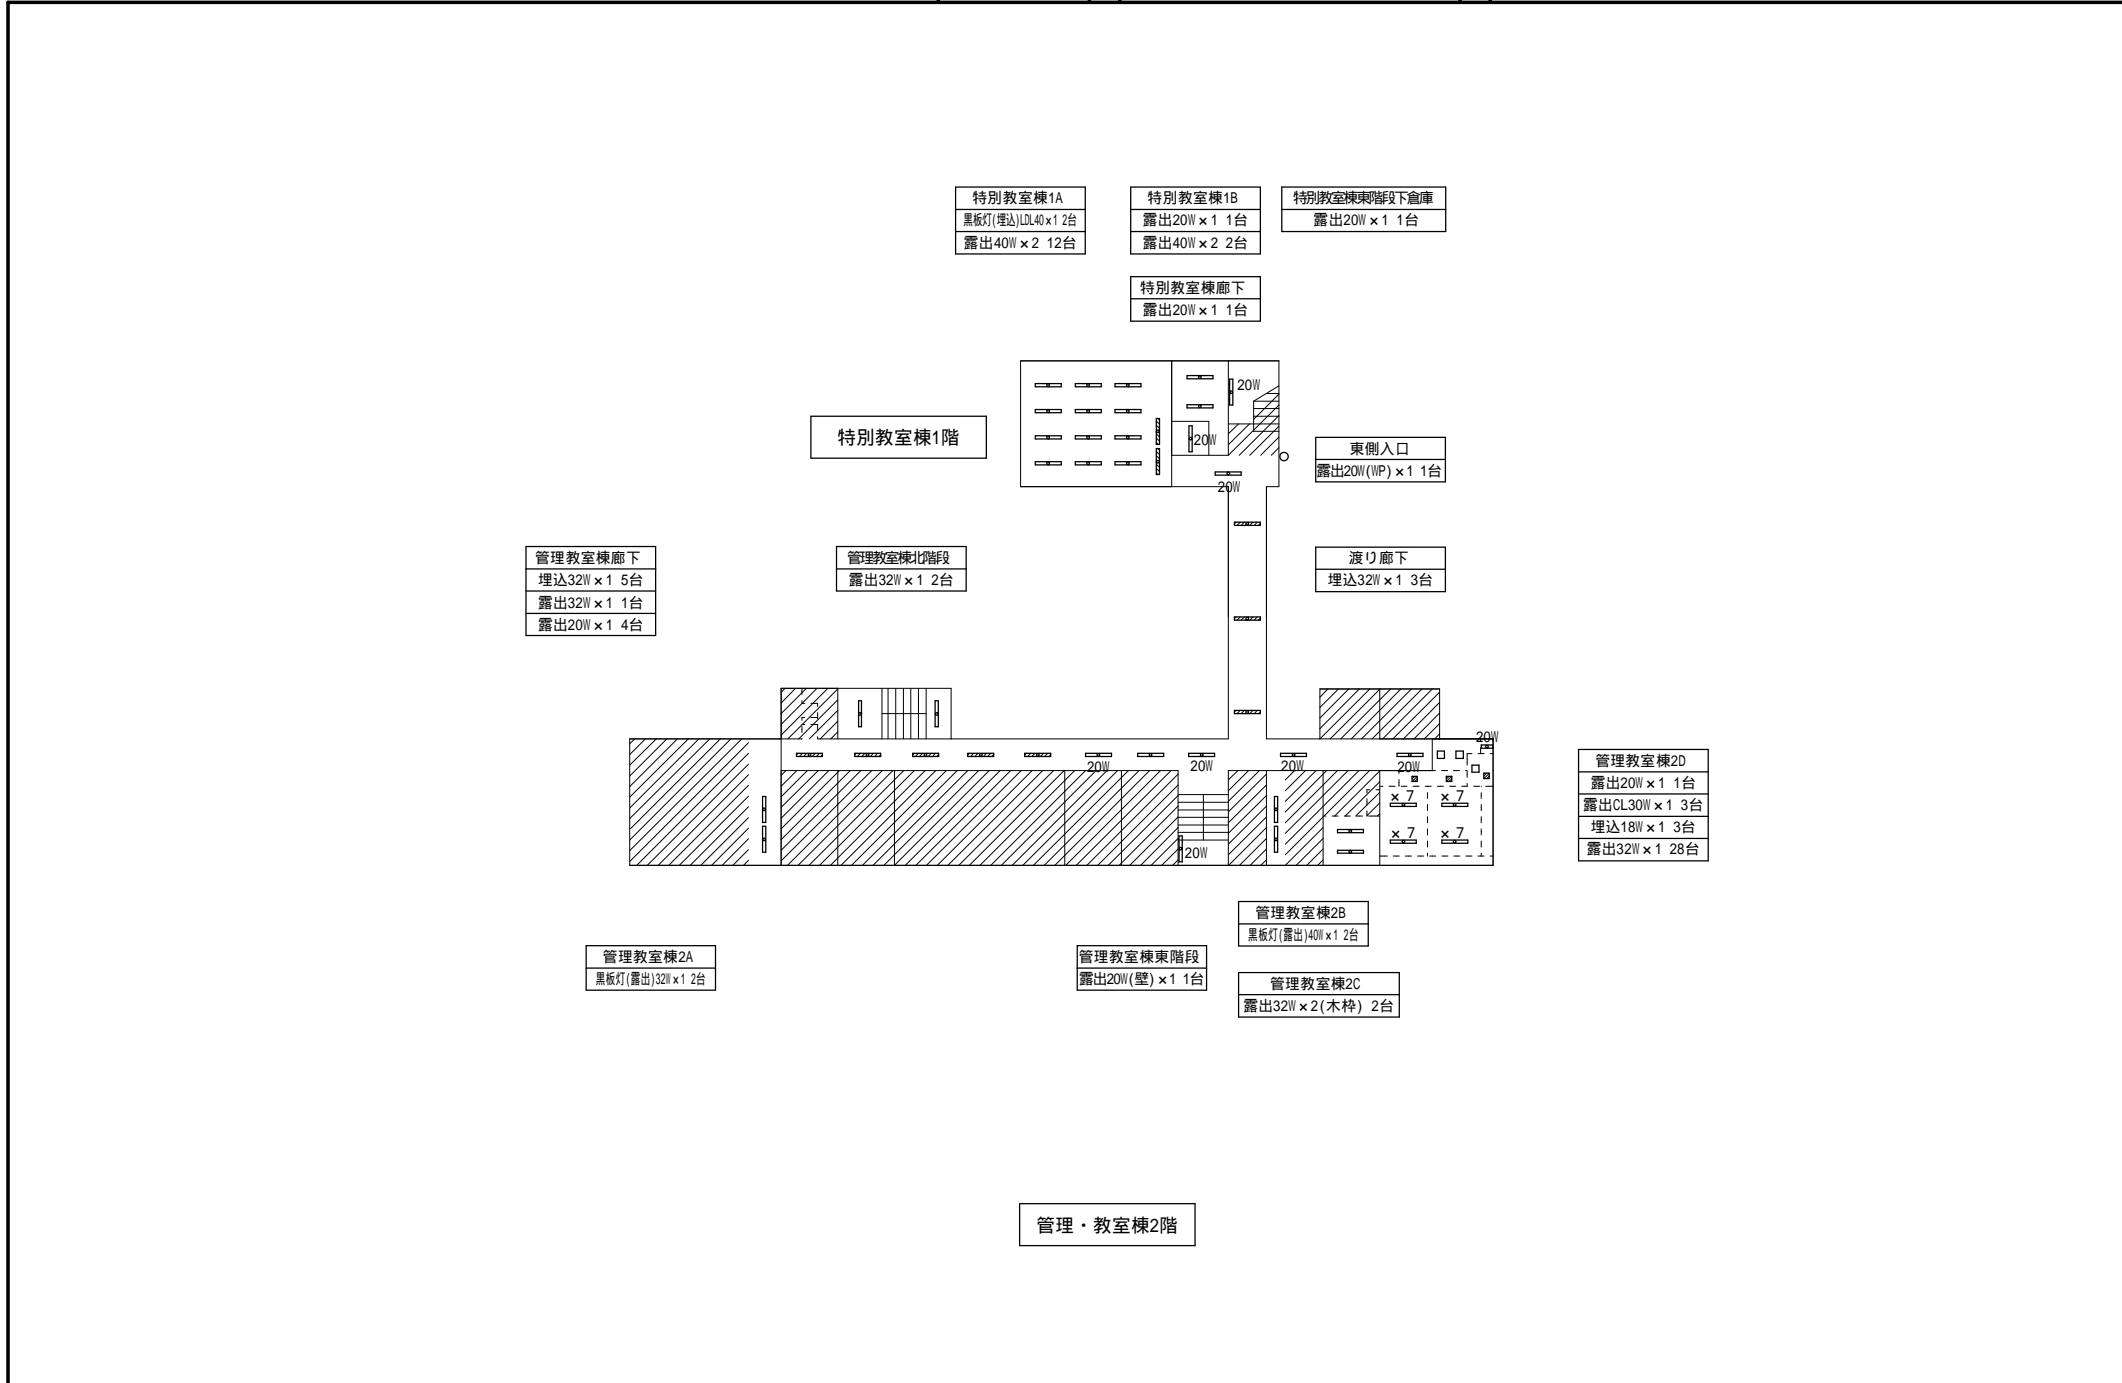 特別教室棟1A
黒板灯(埋込)LDL40×1 2台
露出40W×2 12台
特別教室棟1B
露出20W×1 1台
露出40W×2 2台
特別教室棟東階段下倉庫
露出20W×1 1台
特別教室棟廊下
露出20W×1 1台
特別教室棟1階
20W
20W
20W
東側入口
露出20W(WP)×1 1台
管理教室棟廊下
埋込32W×1 5台
露出32W×1 1台
露出20W×1 4台
管理教室棟北階段
露出32W×1 2台
渡り廊下
埋込32W×1 3台
20W
20W
20W
20W
20W
×7
×7
×7
×7
20W
管理教室棟2D
露出20W×1 1台
露出CL30W×1 3台
埋込18W×1 3台
露出32W×1 28台
管理教室棟2A
黒板灯(露出)32W×1 2台
管理教室棟東階段
露出20W(壁)×1 1台
管理教室棟2B
黒板灯(露出)40W×1 2台
管理教室棟2C
露出32W×2(木枠) 2台
管理・教室棟2階